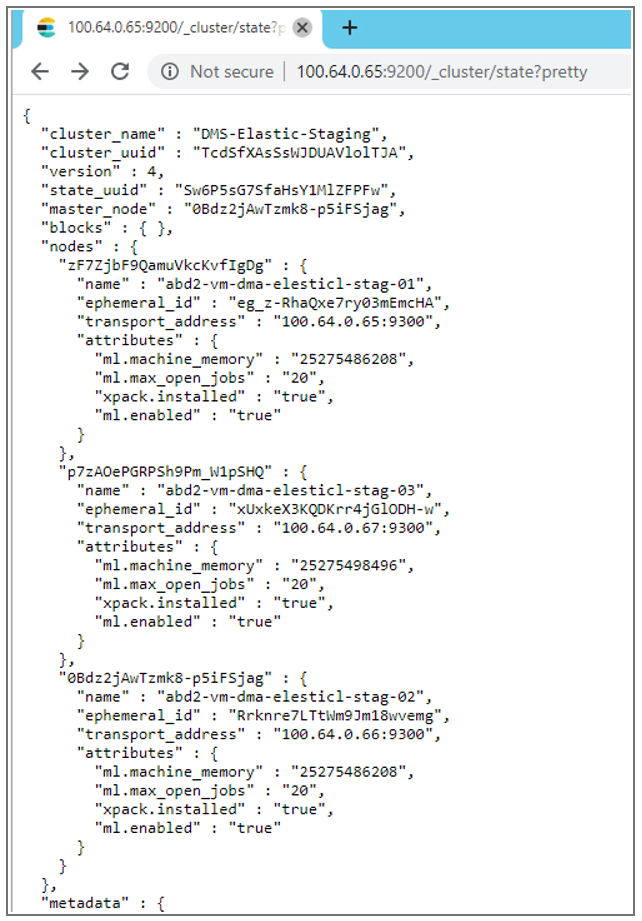 100.64.0.65:9200/_cluster/state?p
Not secure | 100.64.0.65:9200/_cluster/state?pretty
{
  "cluster_name" : "DMS-Elastic-Staging",
  "cluster_uuid" : "TcdSfXAsSsWJDUAVlolTJA",
  "version" : 4,
  "state_uuid" : "Sw6P5sG7SfaHsY1MlZFPFw",
  "master_node" : "0Bdz2jAwTzmk8-p5iFSjag",
  "blocks" : { },
  "nodes" : {
    "zF7ZjbF9QamuVkcKvfIgDg" : {
      "name" : "abd2-vm-dma-elesticl-stag-01",
      "ephemeral_id" : "eg_z-RhaQxe7ry03mEmcHA",
      "transport_address" : "100.64.0.65:9300",
      "attributes" : {
        "ml.machine_memory" : "25275486208",
        "ml.max_open_jobs" : "20",
        "xpack.installed" : "true",
        "ml.enabled" : "true"
      }
    },
    "p7zAOePGRPSh9Pm_W1pSHQ" : {
      "name" : "abd2-vm-dma-elesticl-stag-03",
      "ephemeral_id" : "xUxkeX3KQDKrr4jGlODH-w",
      "transport_address" : "100.64.0.67:9300",
      "attributes" : {
        "ml.machine_memory" : "25275498496",
        "ml.max_open_jobs" : "20",
        "xpack.installed" : "true",
        "ml.enabled" : "true"
      }
    },
    "0Bdz2jAwTzmk8-p5iFSjag" : {
      "name" : "abd2-vm-dma-elesticl-stag-02",
      "ephemeral_id" : "Rrknre7LTtWm9Jm18wvemg",
      "transport_address" : "100.64.0.66:9300",
      "attributes" : {
        "ml.machine_memory" : "25275486208",
        "ml.max_open_jobs" : "20",
        "xpack.installed" : "true",
        "ml.enabled" : "true"
      }
    }
  },
  "metadata" : {